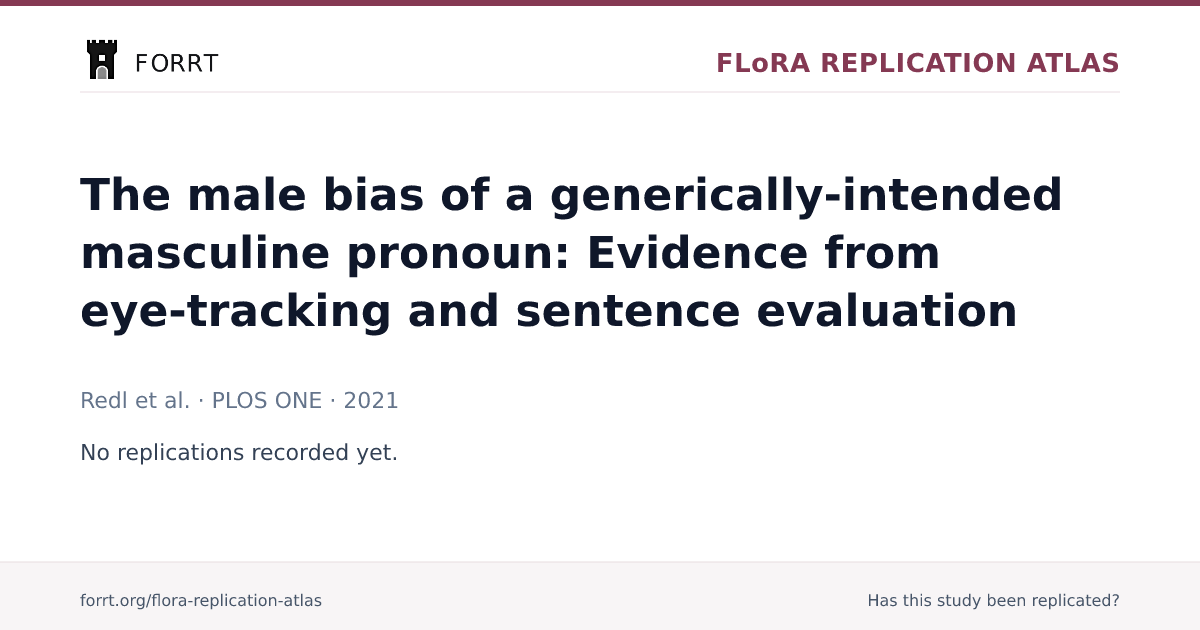 FORRT
FLoRA REPLICATION ATLAS
The male bias of a generically-intended
masculine pronoun: Evidence from
eye-tracking and sentence evaluation
Redl et al. · PLOS ONE · 2021
No replications recorded yet.
forrt.org/flora-replication-atlas
Has this study been replicated?